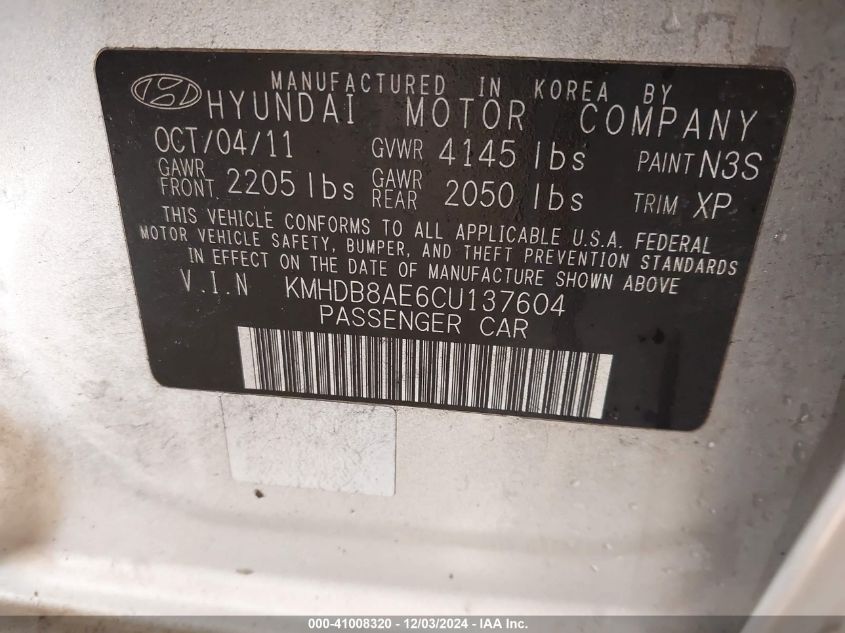 MANUFACTURED IN KOREA BY
HYUNDAI MOTOR COMPANY
OCT/04/11 GVWR 4145 lbs PAINT N3S
GAWR FRONT 2205 lbs GAWR REAR 2050 lbs TRIM XP
THIS VEHICLE CONFORMS TO ALL APPLICABLE U.S.A. FEDERAL
MOTOR VEHICLE SAFETY, BUMPER, AND THEFT PREVENTION STANDARDS
IN EFFECT ON THE DATE OF MANUFACTURE SHOWN ABOVE
V.I.N KMHDB8AE6CU137604
PASSENGER CAR
000-41008320 - 12/03/2024 - IAA Inc.